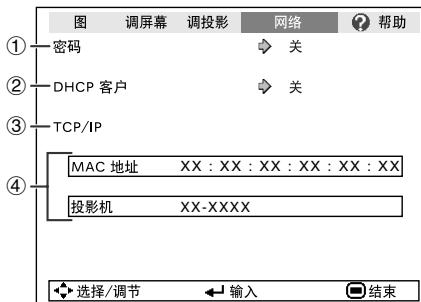 图 调屏幕 调投影 网络 ? 帮助
① 密码 关
② DHCP 客户 关
③ TCP/IP
④
MAC 地址 XX : XX : XX : XX : XX : XX
投影机 XX-XXXX
选择/调节 输入 结束